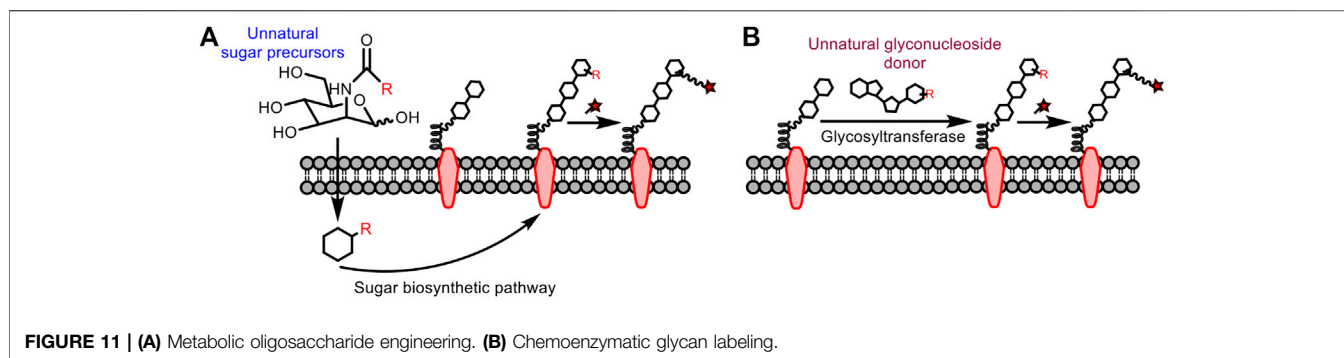 A
Unnatural
sugar precursors
O
HO
HN
R
HO
O
HO
OH
R
R
Sugar biosynthetic pathway
B
Unnatural glyconucleoside
donor
R
Glycosyltransferase
R
FIGURE 11 | (A) Metabolic oligosaccharide engineering. (B) Chemoenzymatic glycan labeling.